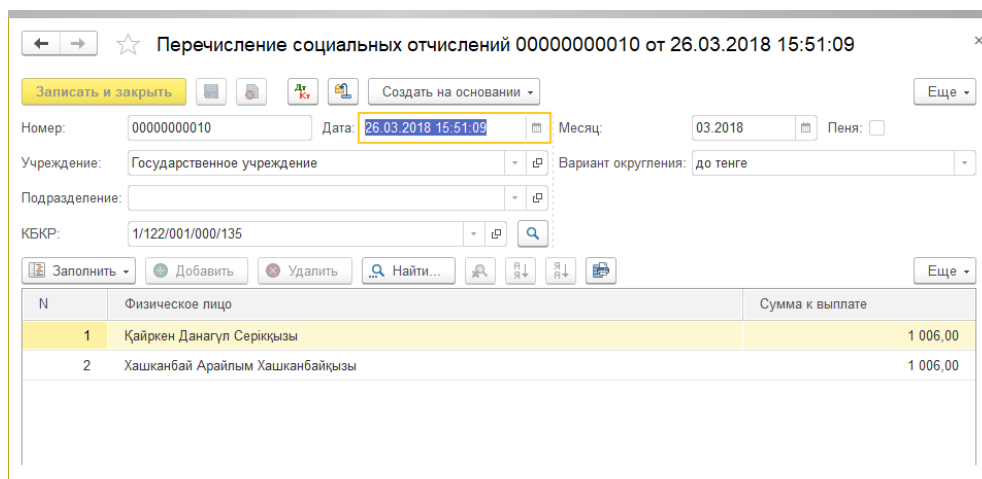 Перечисление социальных отчислений 00000000010 от 26.03.2018 15:51:09
Записать и закрыть Дт Кт Создать на основании Еще
Номер: 00000000010 Дата: 26.03.2018 15:51:09 Месяц: 03.2018 Пеня:
Учреждение: Государственное учреждение Вариант округления: до тенге
Подразделение:
КБКР: 1/122/001/000/135
Заполнить Добавить Удалить Найти... Еще
N Физическое лицо Сумма к выплате
1 Қайркен Данагүл Серікқызы 1 006,00
2 Хашканбай Арайлым Хашканбайқызы 1 006,00